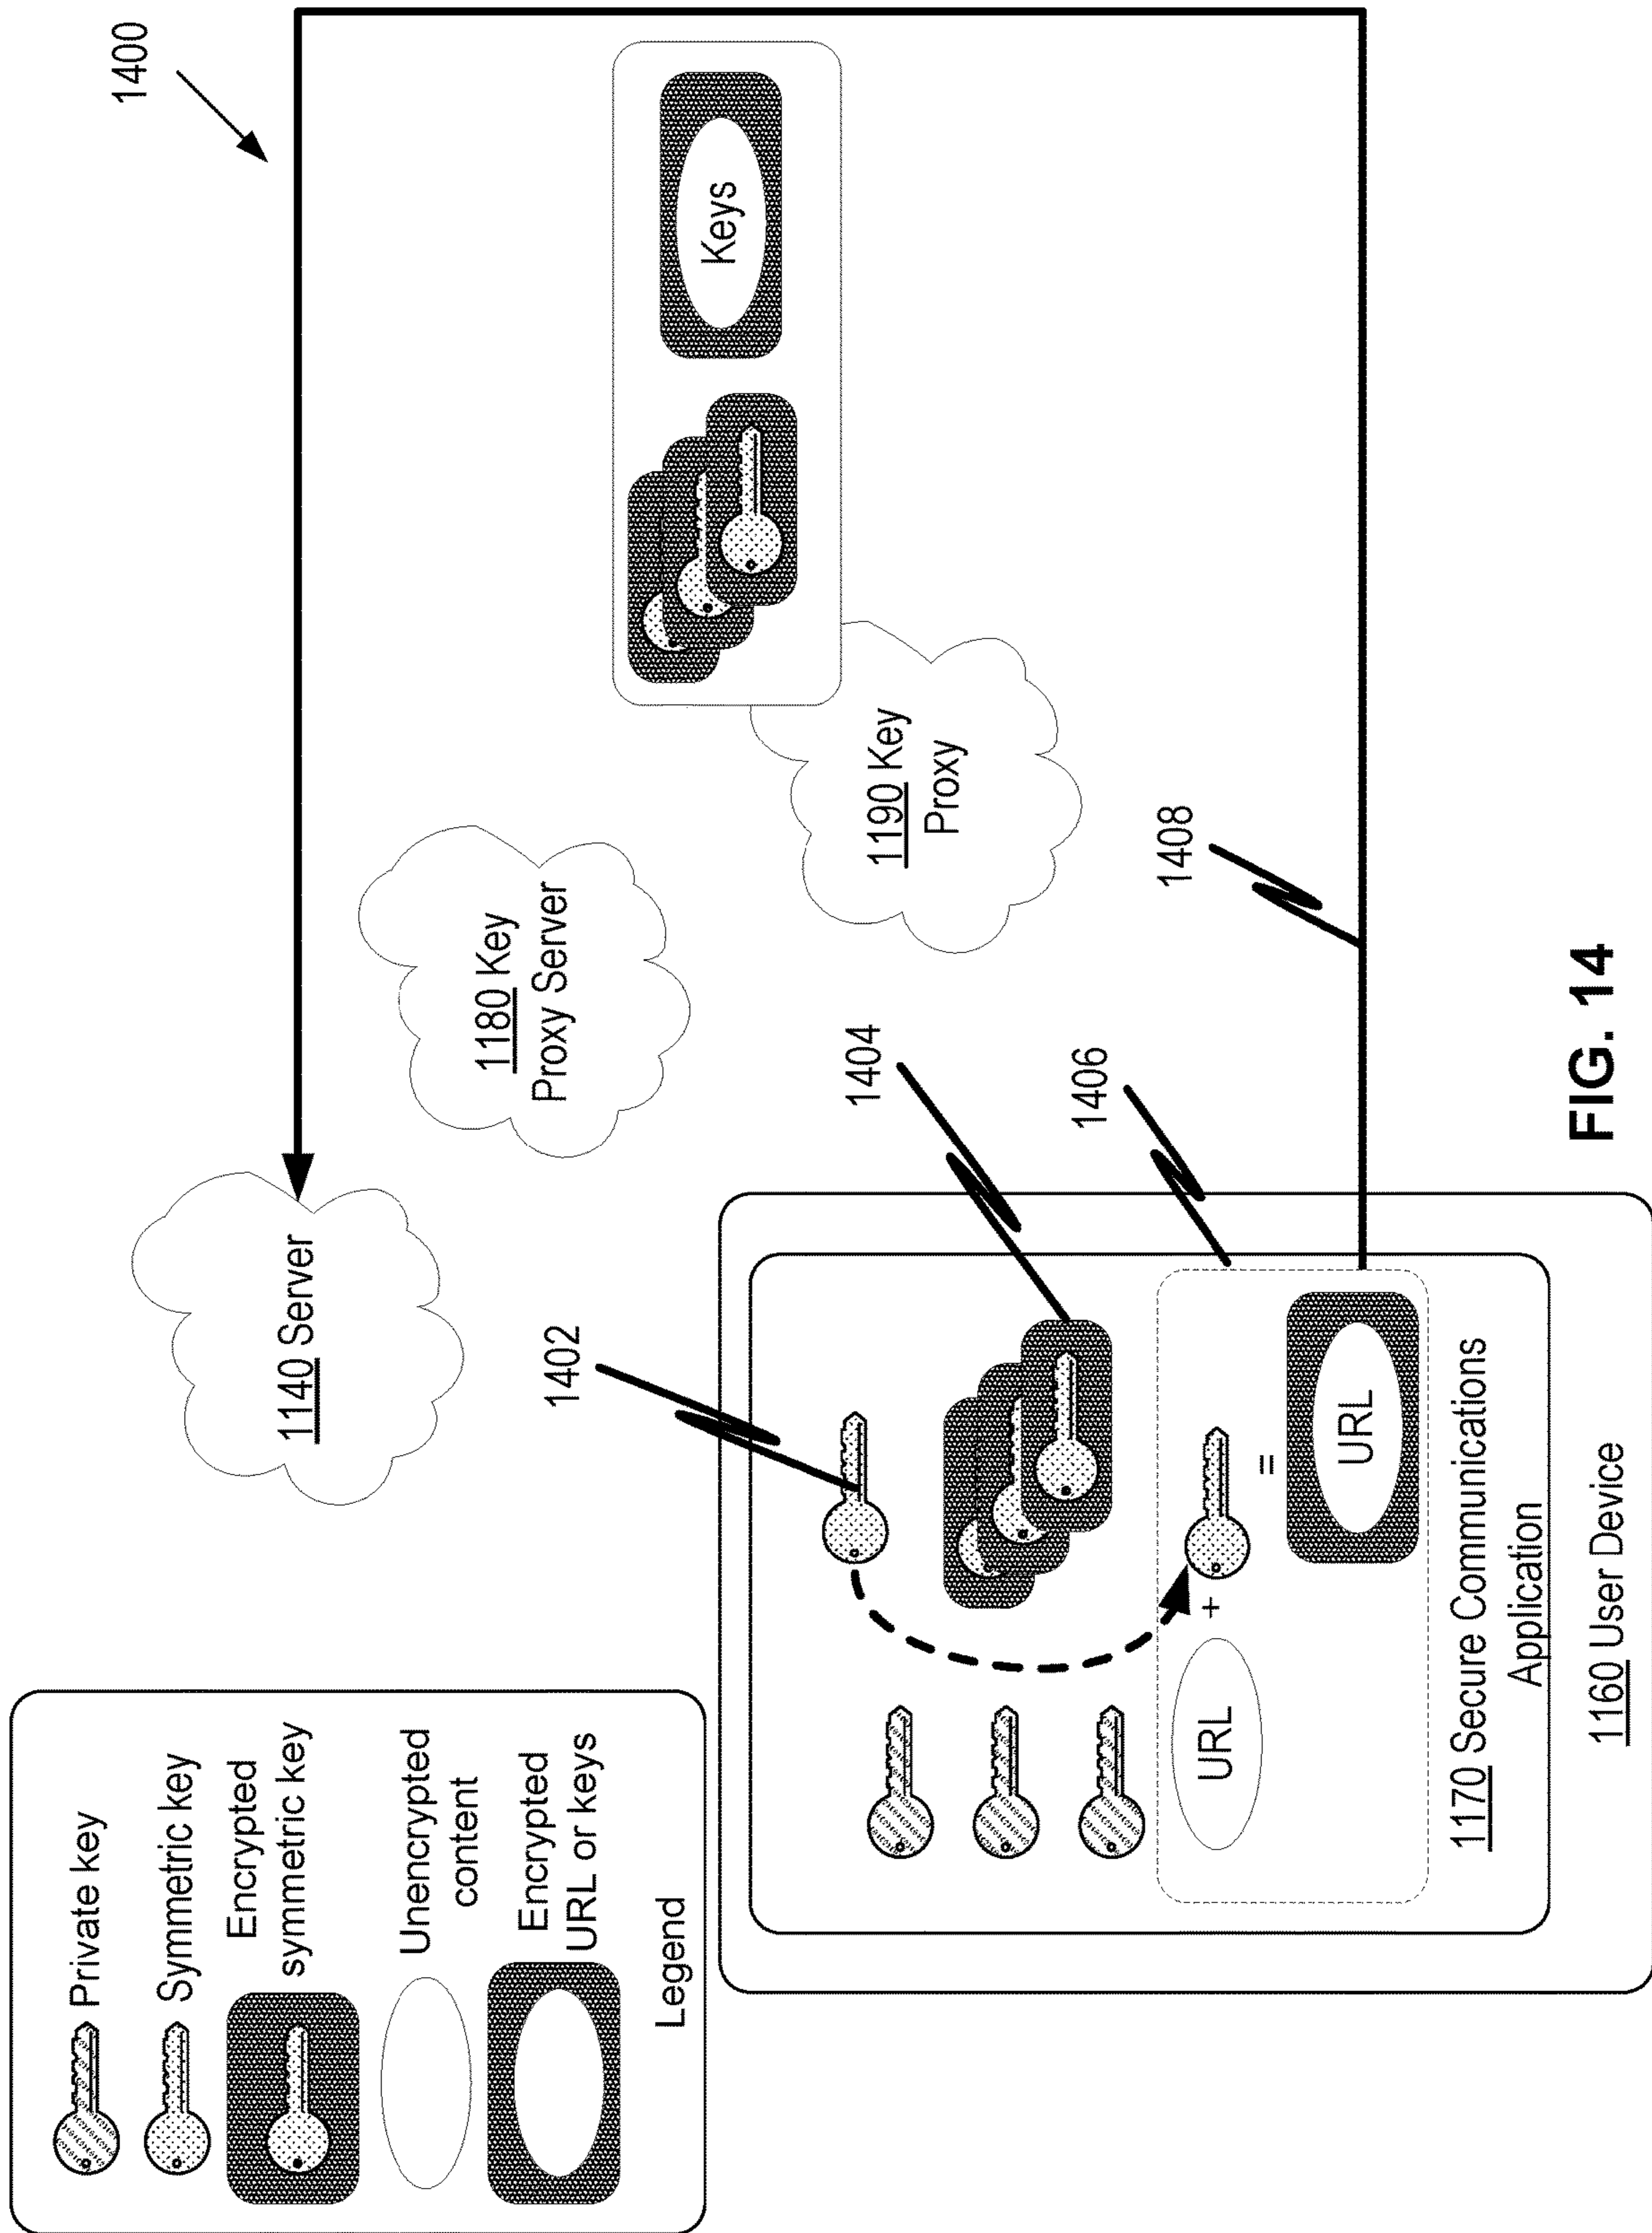 1400
Private key
Symmetric key
Encrypted
symmetric key
Unencrypted
content
Encrypted
URL or keys
Legend
1140 Server
1180 Key
Proxy Server
1190 Key
Proxy
Keys
1402
1404
1406
1408
URL
+
=
URL
1170 Secure Communications
Application
1160 User Device
FIG. 14